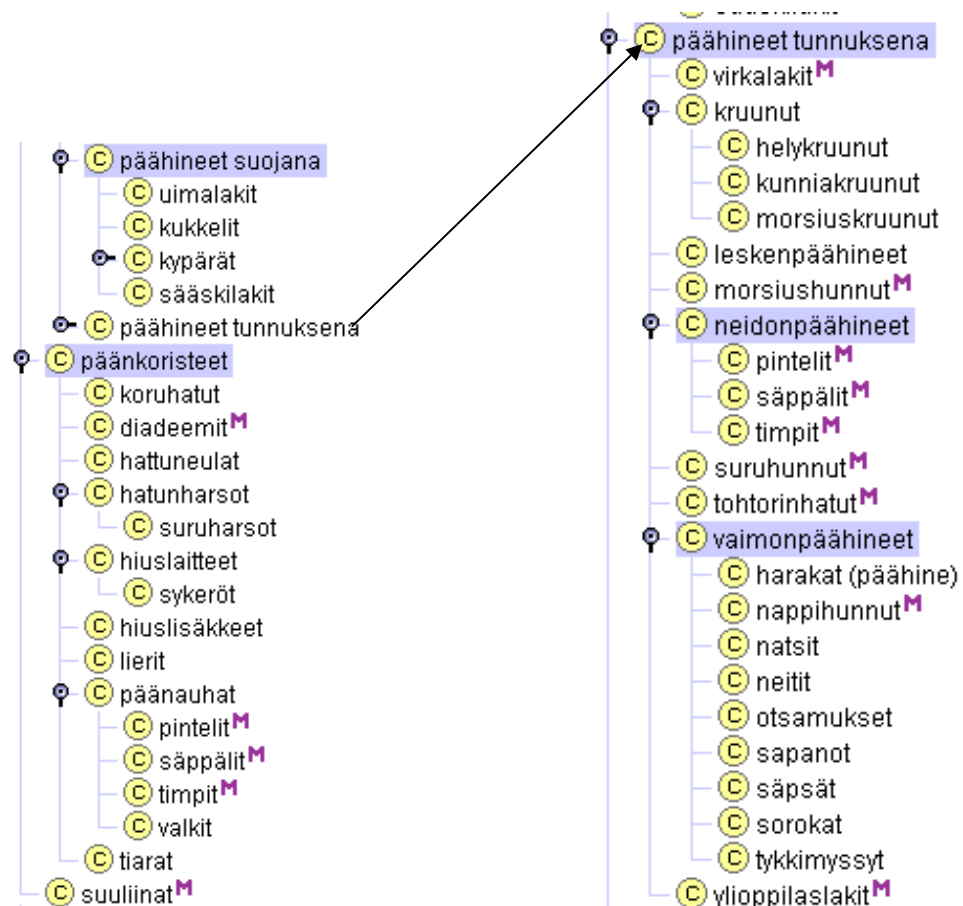 C päähineet suojana
C uimalakit
C kukkelit
C kypärät
C sääskilakit
C päähineet tunnuksena
C päänkoristeet
C koruhatut
C diadeemit M
C hattuneulat
C hatunharsot
C suruharsot
C hiuslaitteet
C sykeröt
C hiuslisäkkeet
C lierit
C päänauhat
C pintelit M
C säppälit M
C timpit M
C valkit
C tiarat
C suuliinat M
C päähineet tunnuksena
C virkalakit M
C kruunut
C helykruunut
C kunniakruunut
C morsiuskruunut
C leskenpäähineet
C morsiushunnut M
C neidonpäähineet
C pintelit M
C säppälit M
C timpit M
C suruhunnut M
C tohtorinhatut M
C vaimonpäähineet
C harakat (päähine)
C nappihunnut M
C natsit
C neitit
C otsamukset
C sapanot
C säpsät
C sorokat
C tykkimyssyt
C ylioppilaslakit M